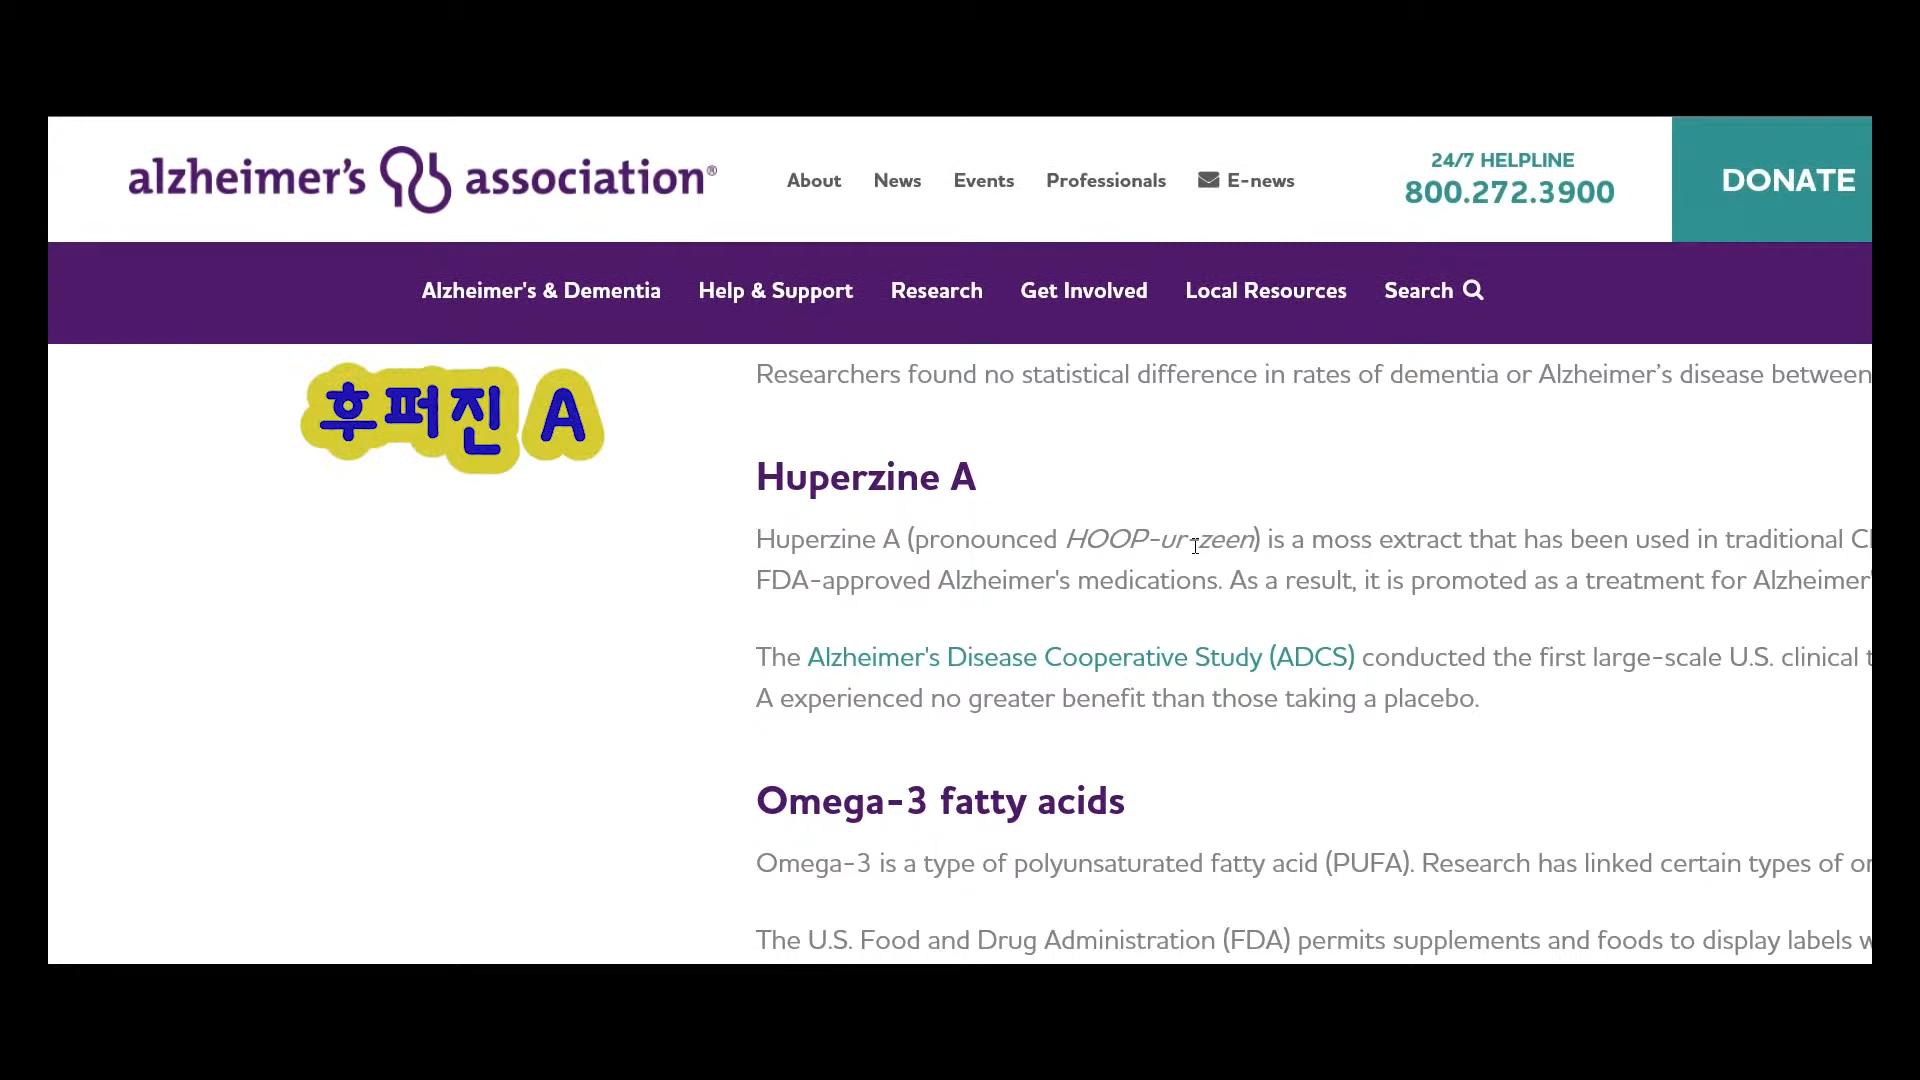 alzheimer's association®
About News Events Professionals E-news
24/7 HELPLINE
800.272.3900
DONATE
Alzheimer's & Dementia Help & Support Research Get Involved Local Resources Search
후퍼진 A
Researchers found no statistical difference in rates of dementia or Alzheimer’s disease between
Huperzine A
Huperzine A (pronounced HOOP-ur-zeen) is a moss extract that has been used in traditional
FDA-approved Alzheimer's medications. As a result, it is promoted as a treatment for Alzheimer'
The Alzheimer's Disease Cooperative Study (ADCS) conducted the first large-scale U.S. clinical
A experienced no greater benefit than those taking a placebo.
Omega-3 fatty acids
Omega-3 is a type of polyunsaturated fatty acid (PUFA). Research has linked certain types of
The U.S. Food and Drug Administration (FDA) permits supplements and foods to display labels